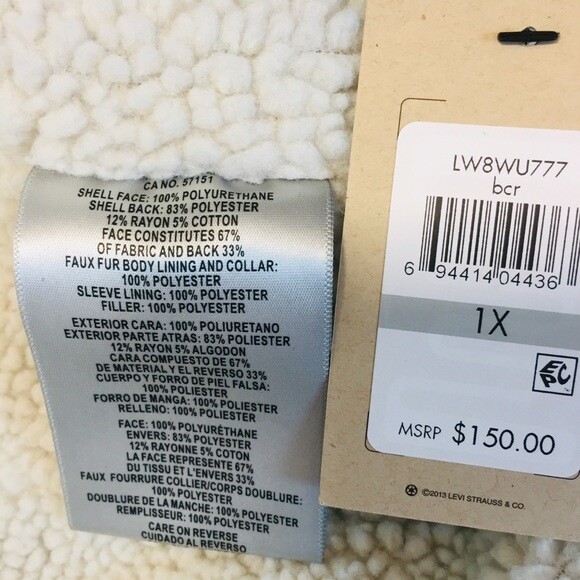 CA NO. 57151
SHELL FACE: 100% POLYURETHANE
SHELL BACK: 83% POLYESTER
12% RAYON 5% COTTON
FACE CONSTITUTES 67%
OF FABRIC AND BACK 33%
FAUX FUR BODY LINING AND COLLAR:
100% POLYESTER
SLEEVE LINING: 100% POLYESTER
FILLER: 100% POLYESTER
EXTERIOR CARA: 100% POLIURETANO
EXTERIOR PARTE ATRAS: 83% POLIESTER
12% RAYON 5% ALGODON
CARA COMPUESTO DE 67%
DE MATERIAL Y EL REVERSO 33%
CUERPO Y FORRO DE PIEL FALSA:
100% POLIESTER
FORRO DE MANGA: 100% POLIESTER
RELLENO: 100% POLIESTER
FACE: 100% POLYURÉTHANE
ENVERS: 83% POLYESTER
12% RAYONNE 5% COTTON
LA FACE REPRÉSENTE 67%
DU TISSU ET L'ENVERS 33%
FAUX FOURRURE COLLIER/CORPS DOUBLURE:
100% POLYESTER
DOUBLURE DE LA MANCHE: 100% POLYESTER
REMPLISSEUR: 100% POLYESTER
CARE ON REVERSE
CUIDADO AL REVERSO
LW8WU777
bcr
6 94414 04436
1X
EPC
MSRP $150.00
©2013 LEVI STRAUSS & CO.